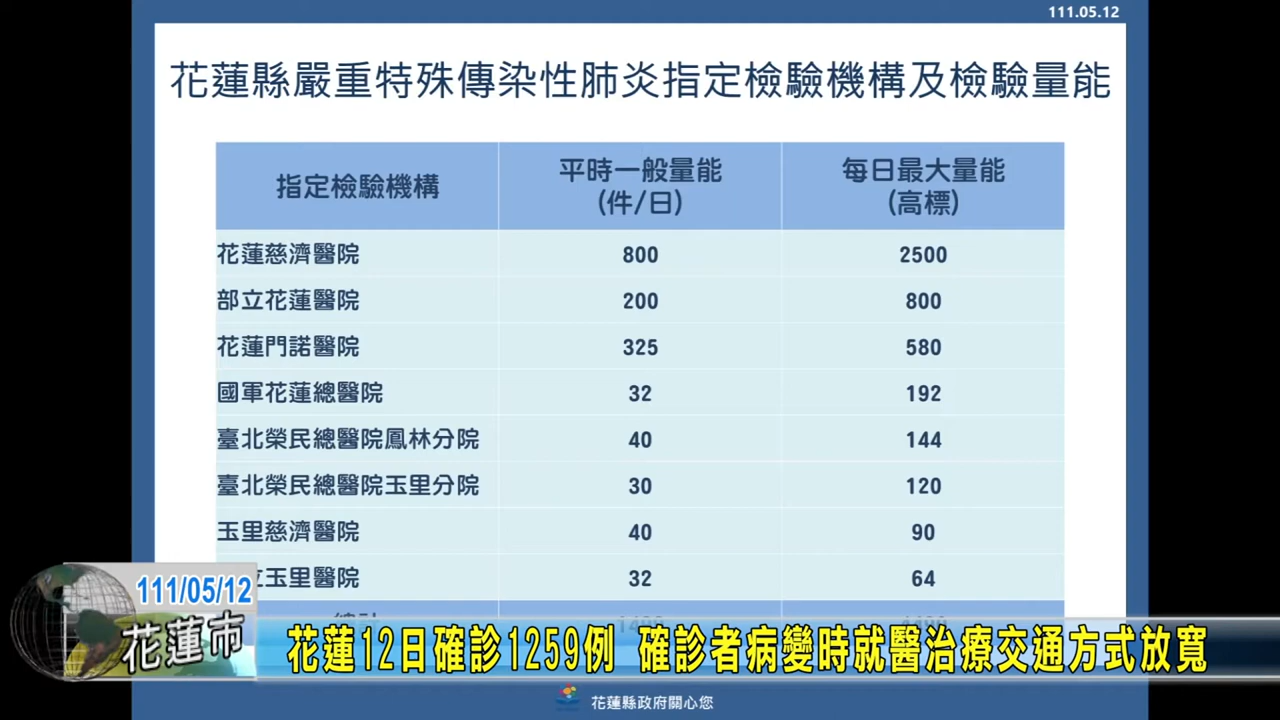 111.05.12
花蓮縣嚴重特殊傳染性肺炎指定檢驗機構及檢驗量能
指定檢驗機構 平時一般量能 (件/日) 每日最大量能 (高標)
花蓮慈濟醫院 800 2500
部立花蓮醫院 200 800
花蓮門諾醫院 325 580
國軍花蓮總醫院 32 192
臺北榮民總醫院鳳林分院 40 144
臺北榮民總醫院玉里分院 30 120
玉里慈濟醫院 40 90
玉里醫院 32 64
111/05/12
花蓮市
花蓮12日確診1259例 確診者病變時就醫治療交通方式放寬
花蓮縣政府關心您